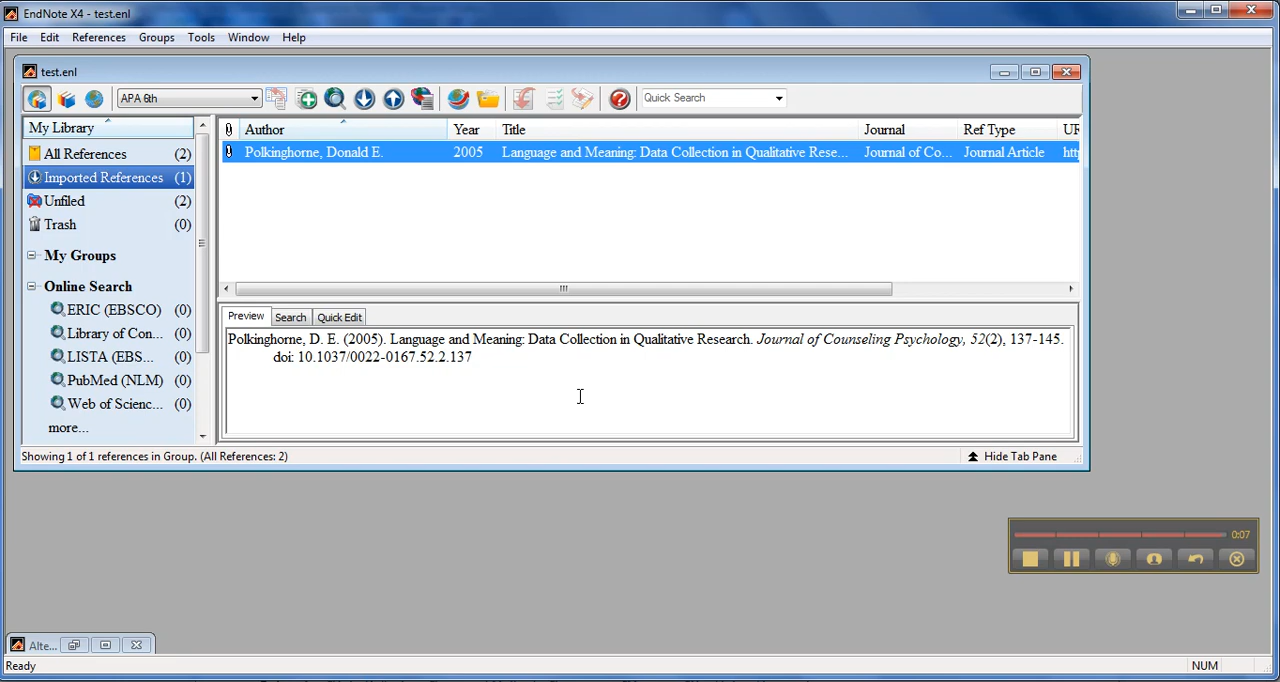 EndNote X4 - test.enl
File Edit References Groups Tools Window Help
test.enl
APA 6th Quick Search
My Library Author Year Title Journal Ref Type UR
Polkinghorne, Donald E. 2005 Language and Meaning: Data Collection in Qualitative Rese... Journal of Co... Journal Article http
All References (2)
Imported References (1)
Unfiled (2)
Trash (0)
My Groups
Online Search
ERIC (EBSCO) (0)
Library of Con... (0)
LISTA (EBS... (0)
PubMed (NLM) (0)
Web of Scienc... (0)
more...
Preview Search Quick Edit
Polkinghorne, D. E. (2005). Language and Meaning: Data Collection in Qualitative Research. Journal of Counseling Psychology, 52(2), 137-145.
doi: 10.1037/0022-0167.52.2.137
Showing 1 of 1 references in Group. (All References: 2) Hide Tab Pane
0:07
Alte...
Ready NUM